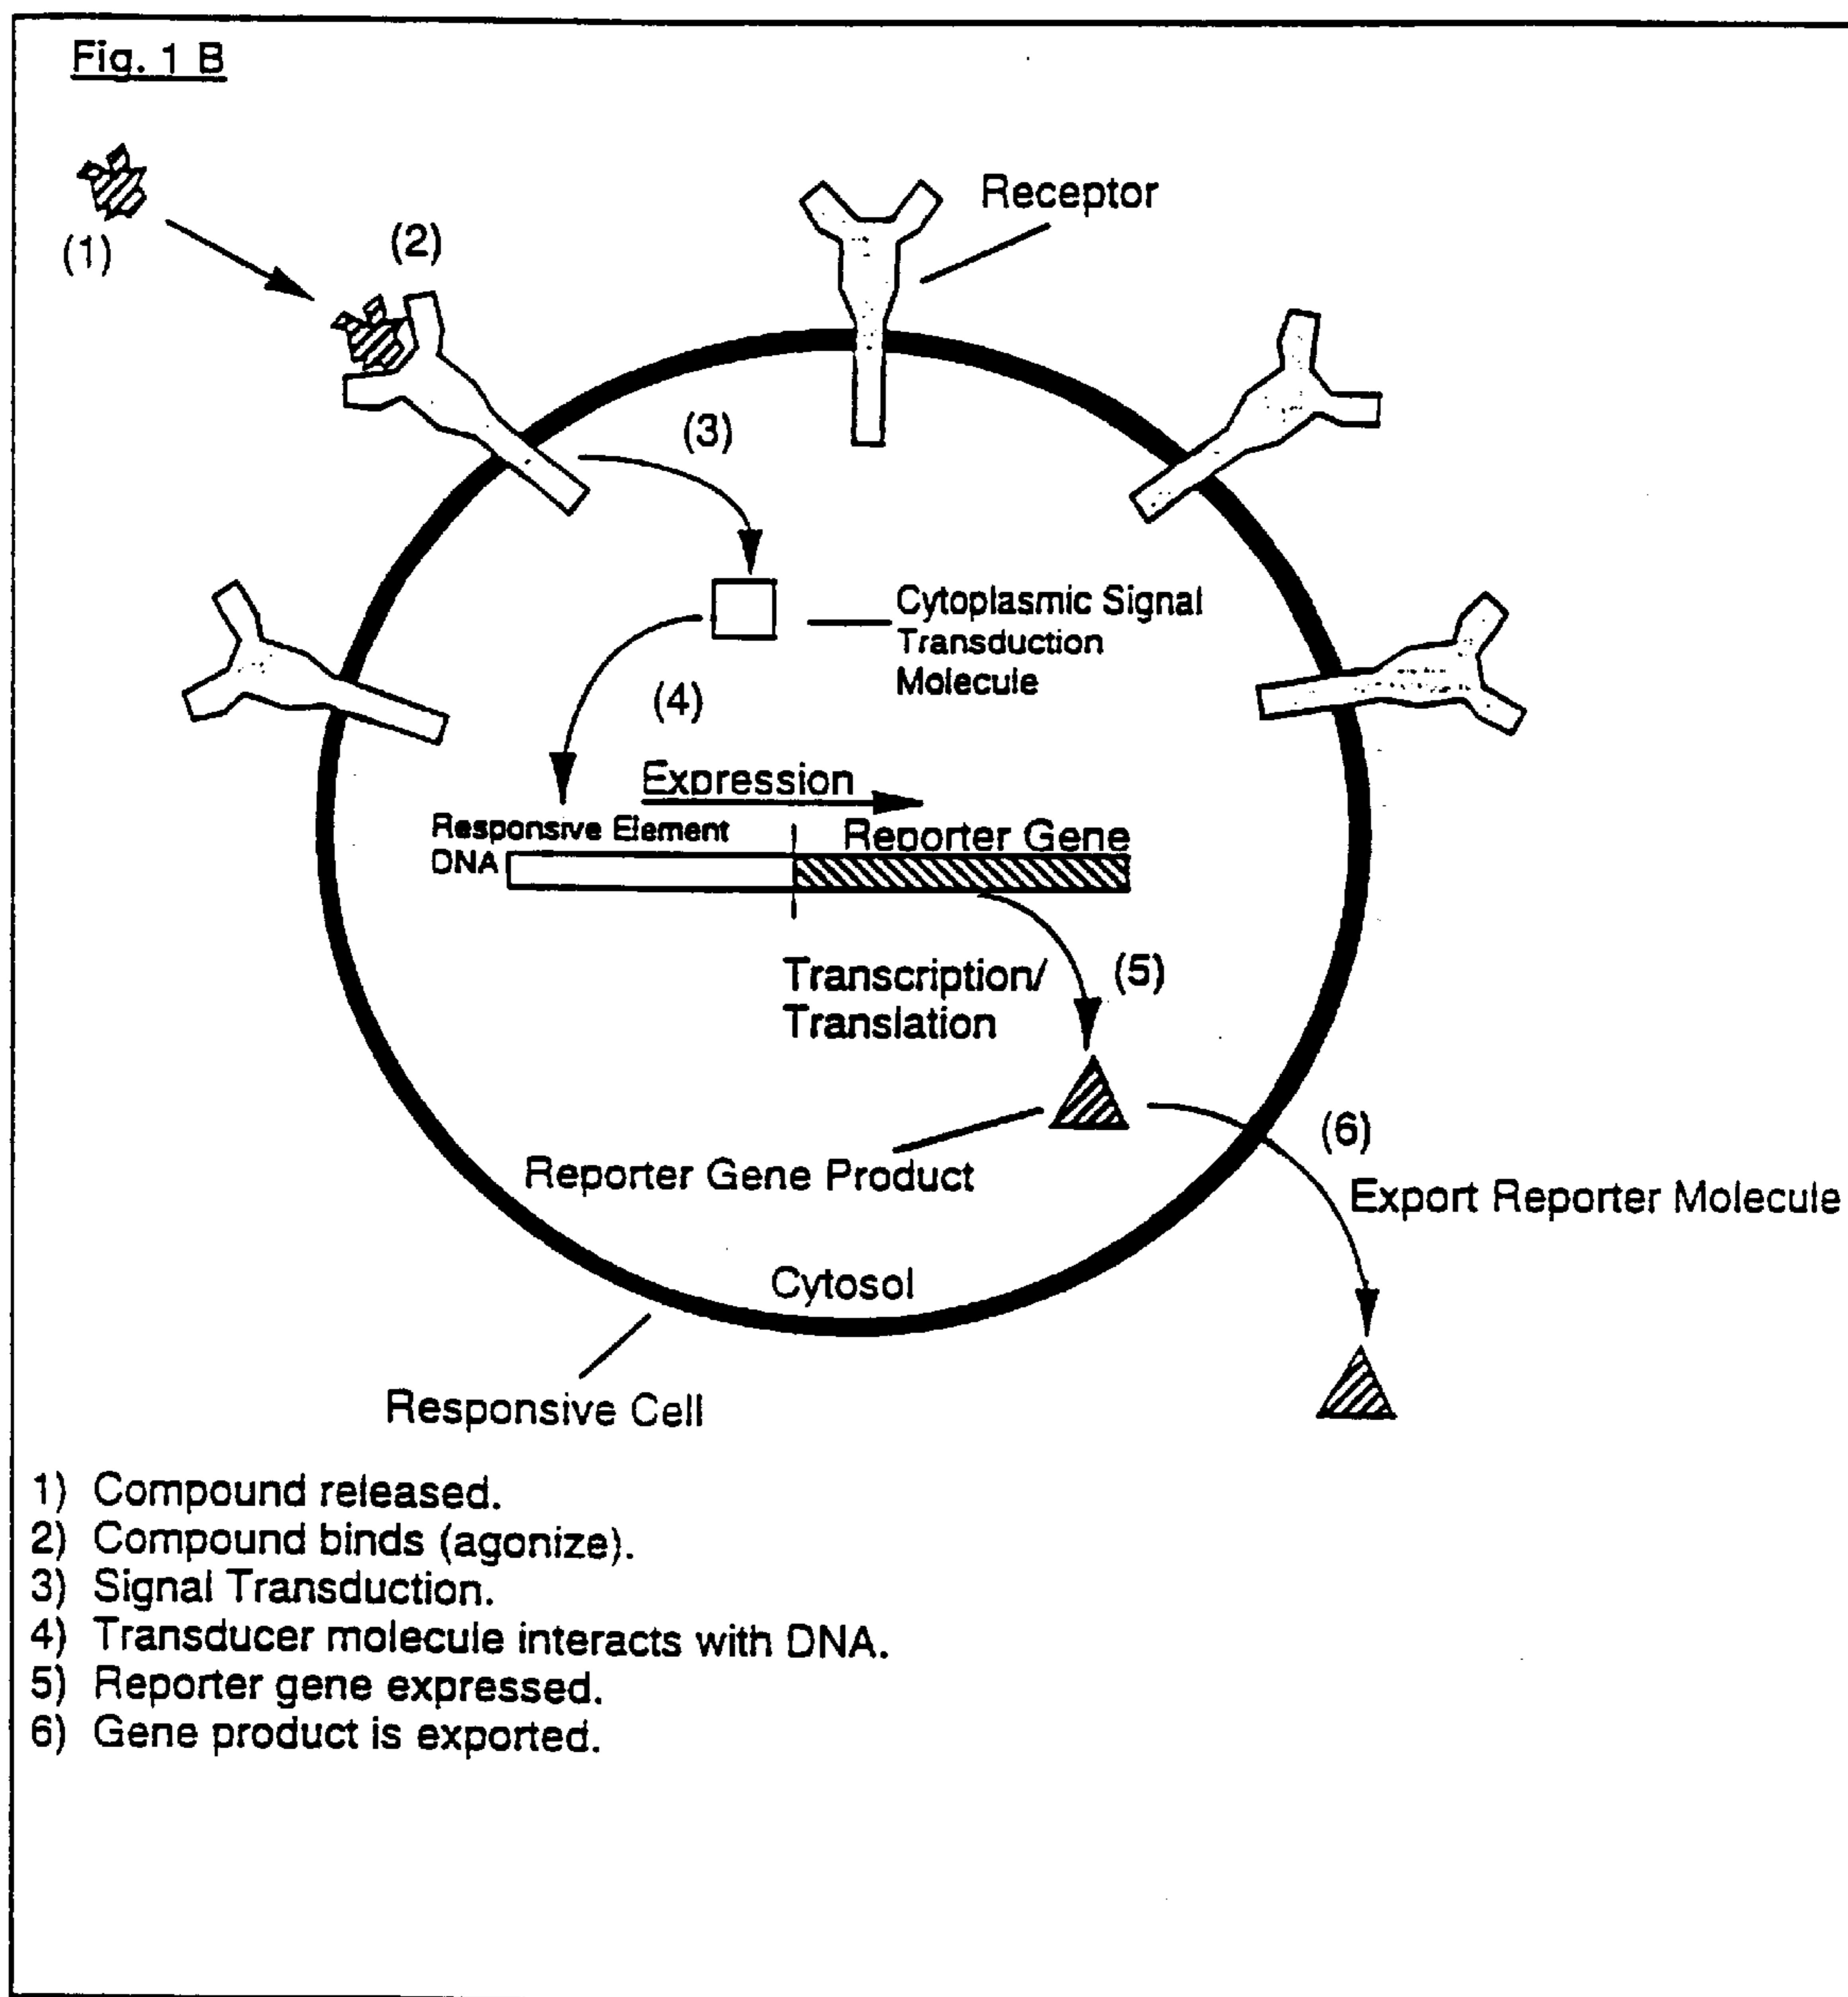 Fig. 1 B
(1)
(2)
Receptor
(3)
Cytoplasmic Signal
Transduction
Molecule
(4)
Expression
Responsive Element
DNA
Reporter Gene
Transcription/
Translation
(5)
Reporter Gene Product
(6)
Export Reporter Molecule
Cytosol
Responsive Cell
1) Compound released.
2) Compound binds (agonize).
3) Signal Transduction.
4) Transducer molecule interacts with DNA.
5) Reporter gene expressed.
6) Gene product is exported.